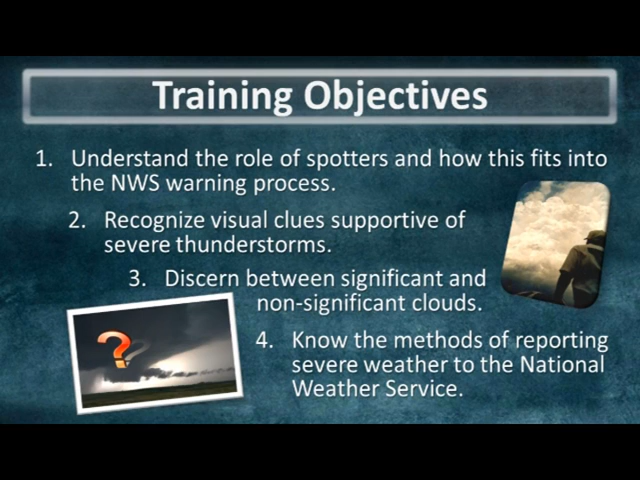 Training Objectives
1. Understand the role of spotters and how this fits into
the NWS warning process.
2. Recognize visual clues supportive of
severe thunderstorms.
3. Discern between significant and
non-significant clouds.
?
4. Know the methods of reporting
severe weather to the National
Weather Service.